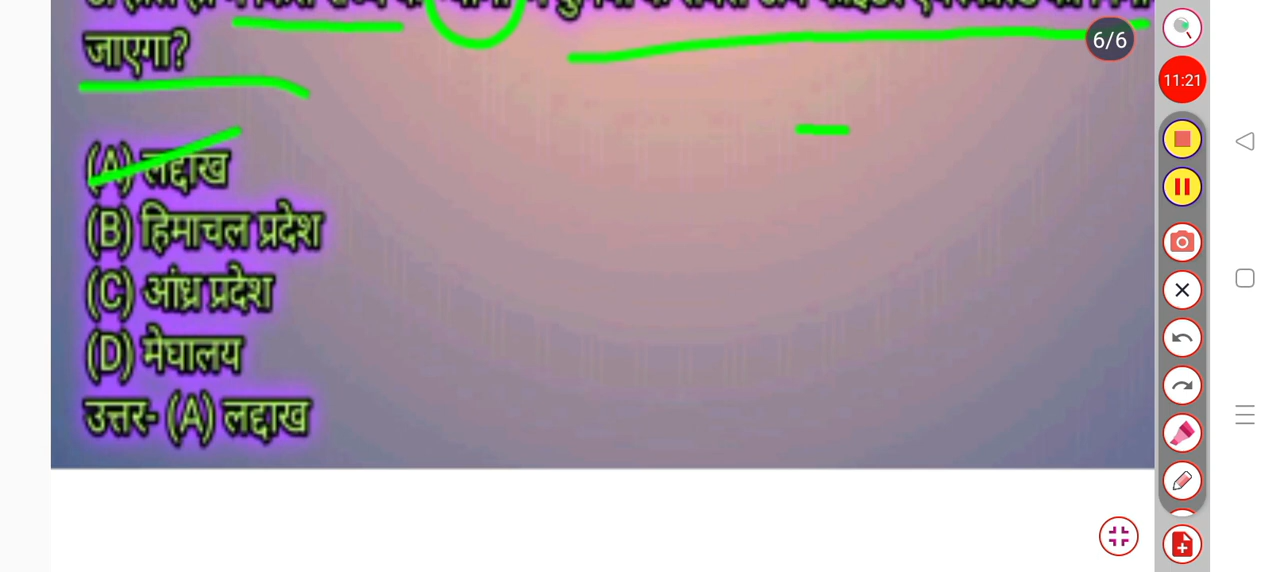 जाएगा?
6/6
11:21
(A) लद्दाख
(B) हिमाचल प्रदेश
(C) आंध्र प्रदेश
(D) मेघालय
उत्तर- (A) लद्दाख